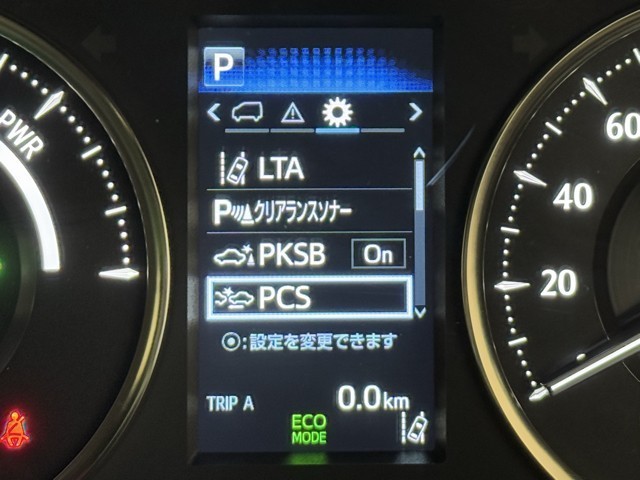 P
PWR
LTA
P クリアランスソナー
PKSB On
PCS
:設定を変更できます
TRIP A 0.0km
ECO
MODE
60
40
20